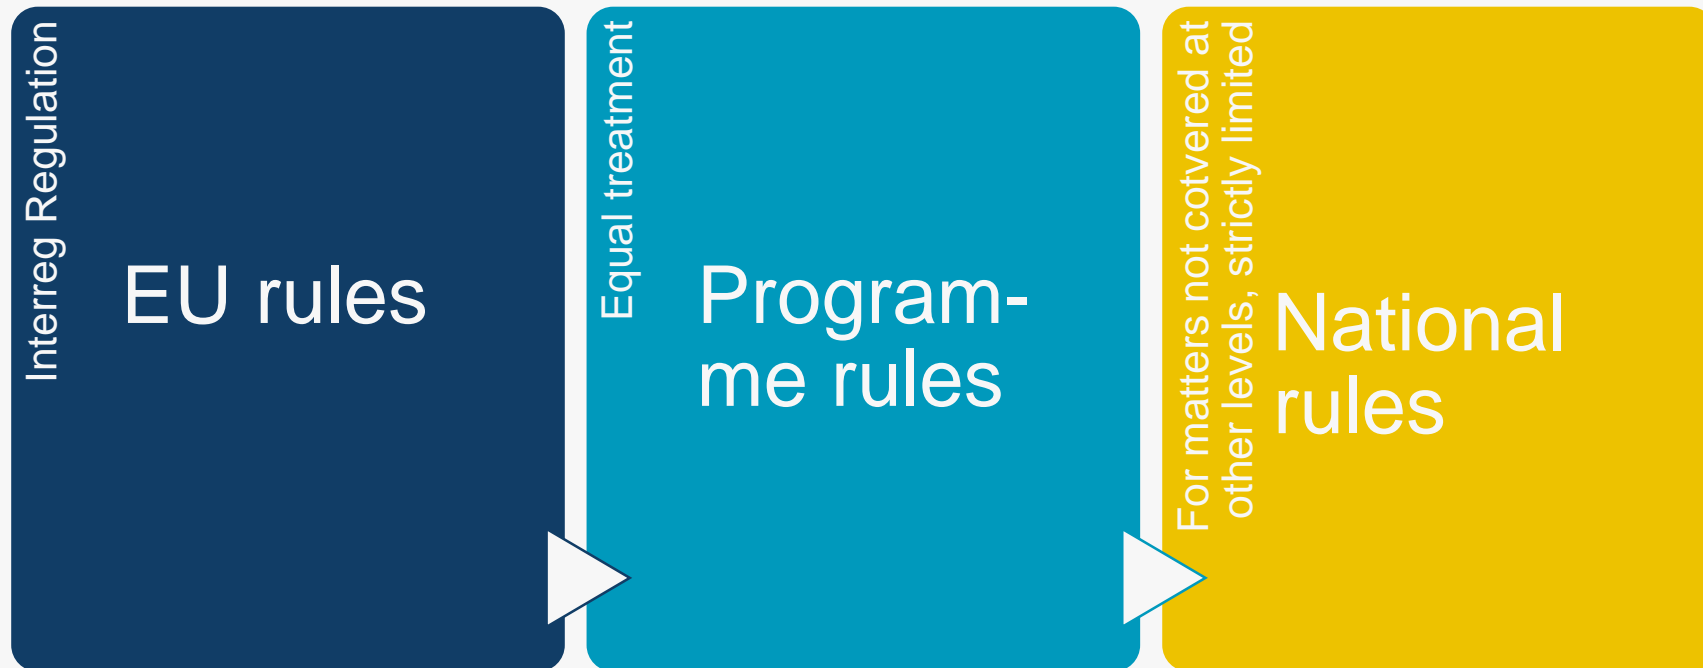 Interreg Regulation
EU rules
Equal treatment
Program-
me rules
For matters not cotvered at
other levels, strictly limited
National
rules